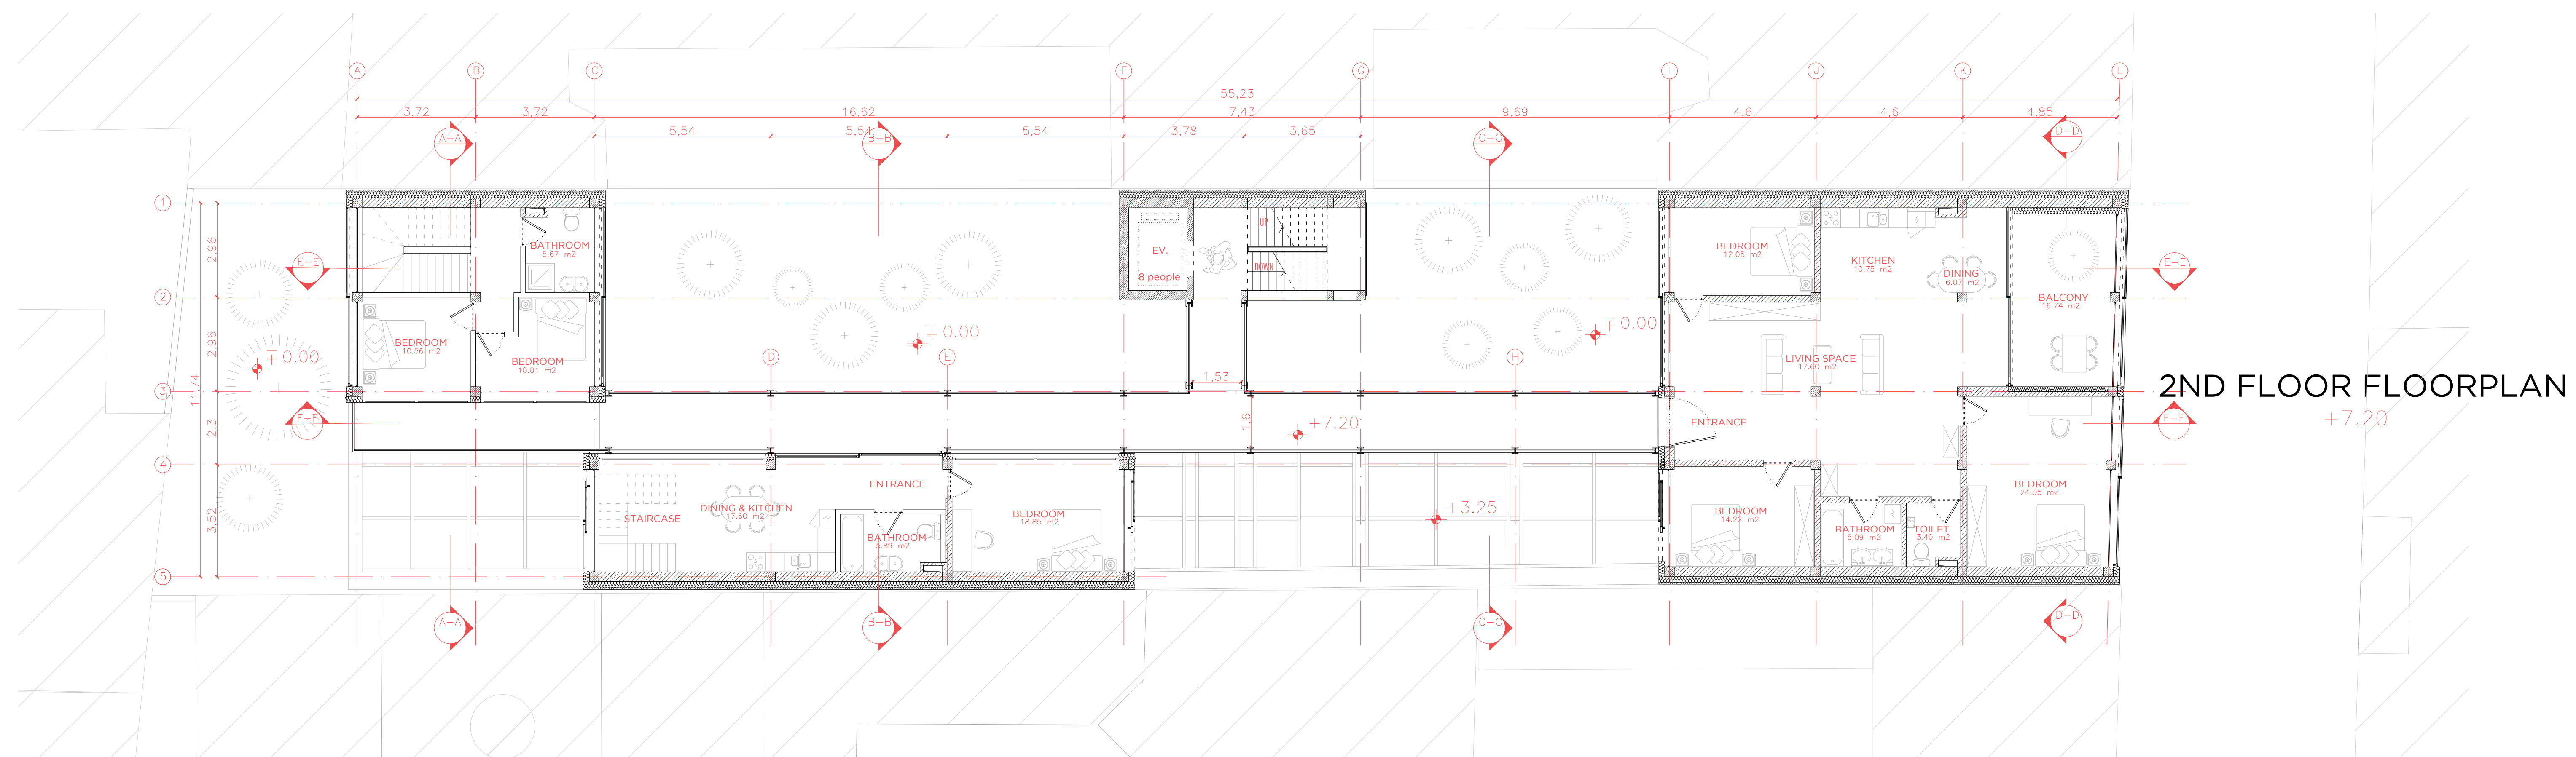 A B C F G I J K L
55,23
3,72 3,72 16,62 7,43 9,69 4,6 4,6 4,85
5,54 5,54 5,54 3,78 3,65
A-A B-B C-C D-D
1
2,96
E-E
BATHROOM
5.67 m2
EV.
8 people
UP
DOWN
BEDROOM
12.05 m2
KITCHEN
10.75 m2
DINING
6.07 m2
BALCONY
16.74 m2
E-E
2
2,96
11,74
∓0.00
BEDROOM
10.56 m2
BEDROOM
10.01 m2
∓0.00
∓0.00
D E H
LIVING SPACE
17.60 m2
1,53
3
2ND FLOOR FLOORPLAN
+7.20
F-F
2,3
1,6
+7.20
ENTRANCE
F-F
4
3,52
STAIRCASE
DINING & KITCHEN
17.60 m2
ENTRANCE
BATHROOM
5.89 m2
BEDROOM
18.85 m2
+3.25
BEDROOM
14.22 m2
BATHROOM
5.09 m2
TOILET
3.40 m2
BEDROOM
24.05 m2
5
A-A B-B C-C D-D